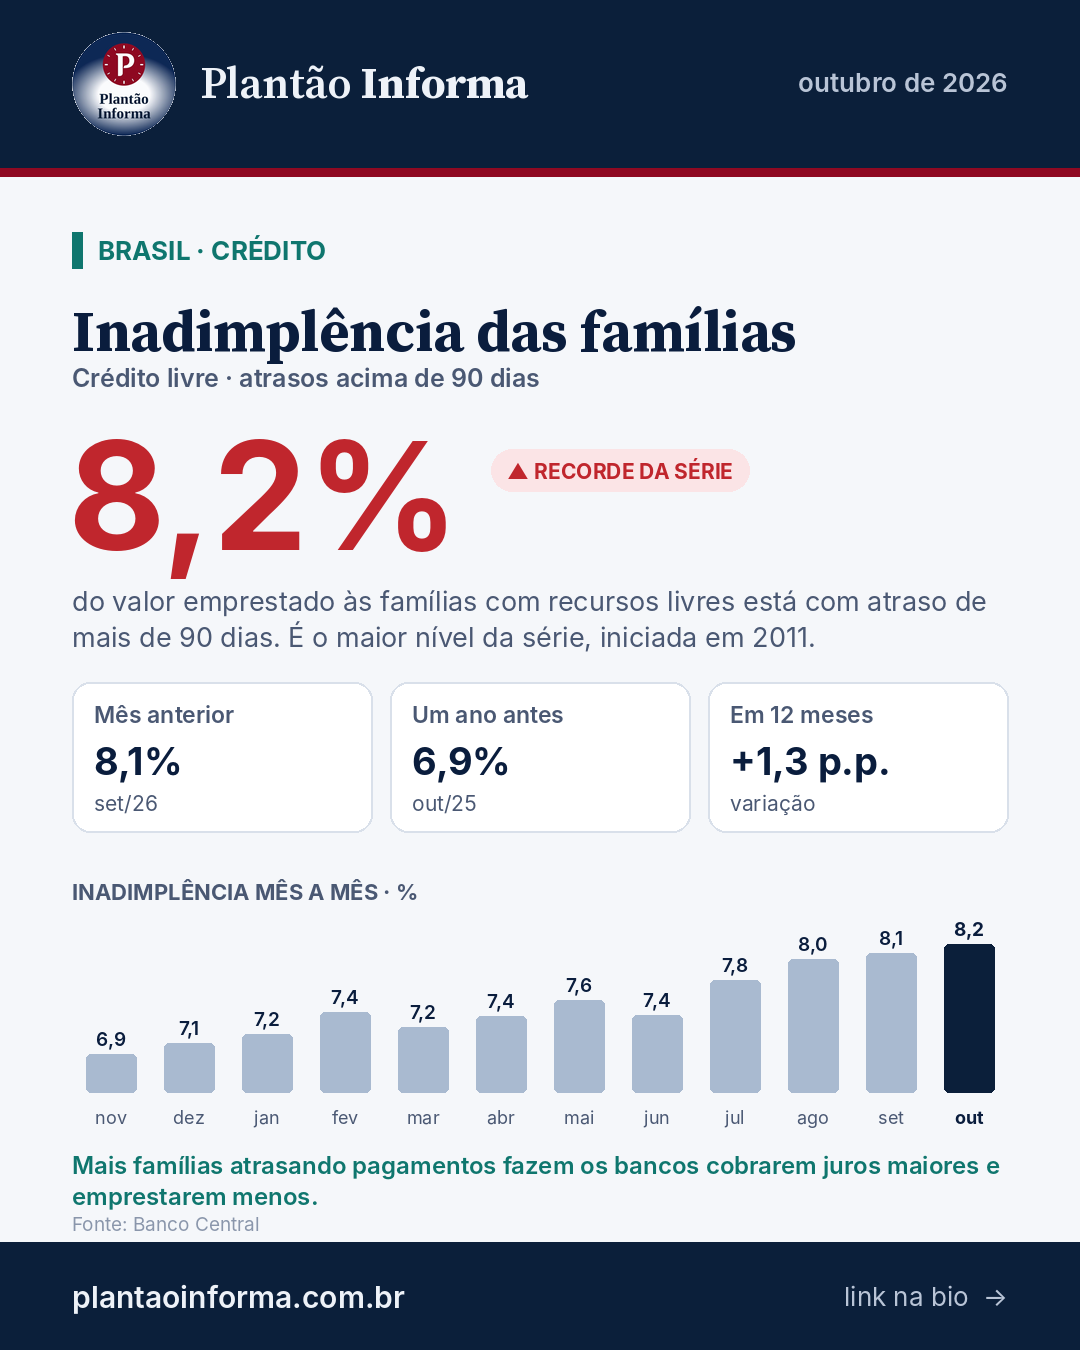 P
Plantão
Informa
Plantão Informa
outubro de 2026
BRASIL · CRÉDITO
Inadimplência das famílias
Crédito livre · atrasos acima de 90 dias
8,2%
▲ RECORDE DA SÉRIE
do valor emprestado às famílias com recursos livres está com atraso de
mais de 90 dias. É o maior nível da série, iniciada em 2011.
Mês anterior
8,1%
set/26
Um ano antes
6,9%
out/25
Em 12 meses
+1,3 p.p.
variação
INADIMPLÊNCIA MÊS A MÊS · %
6,9 7,1 7,2 7,4 7,2 7,4 7,6 7,4 7,8 8,0 8,1 8,2
nov dez jan fev mar abr mai jun jul ago set out
Mais famílias atrasando pagamentos fazem os bancos cobrarem juros maiores e
emprestarem menos.
Fonte: Banco Central
plantaoinforma.com.br
link na bio →